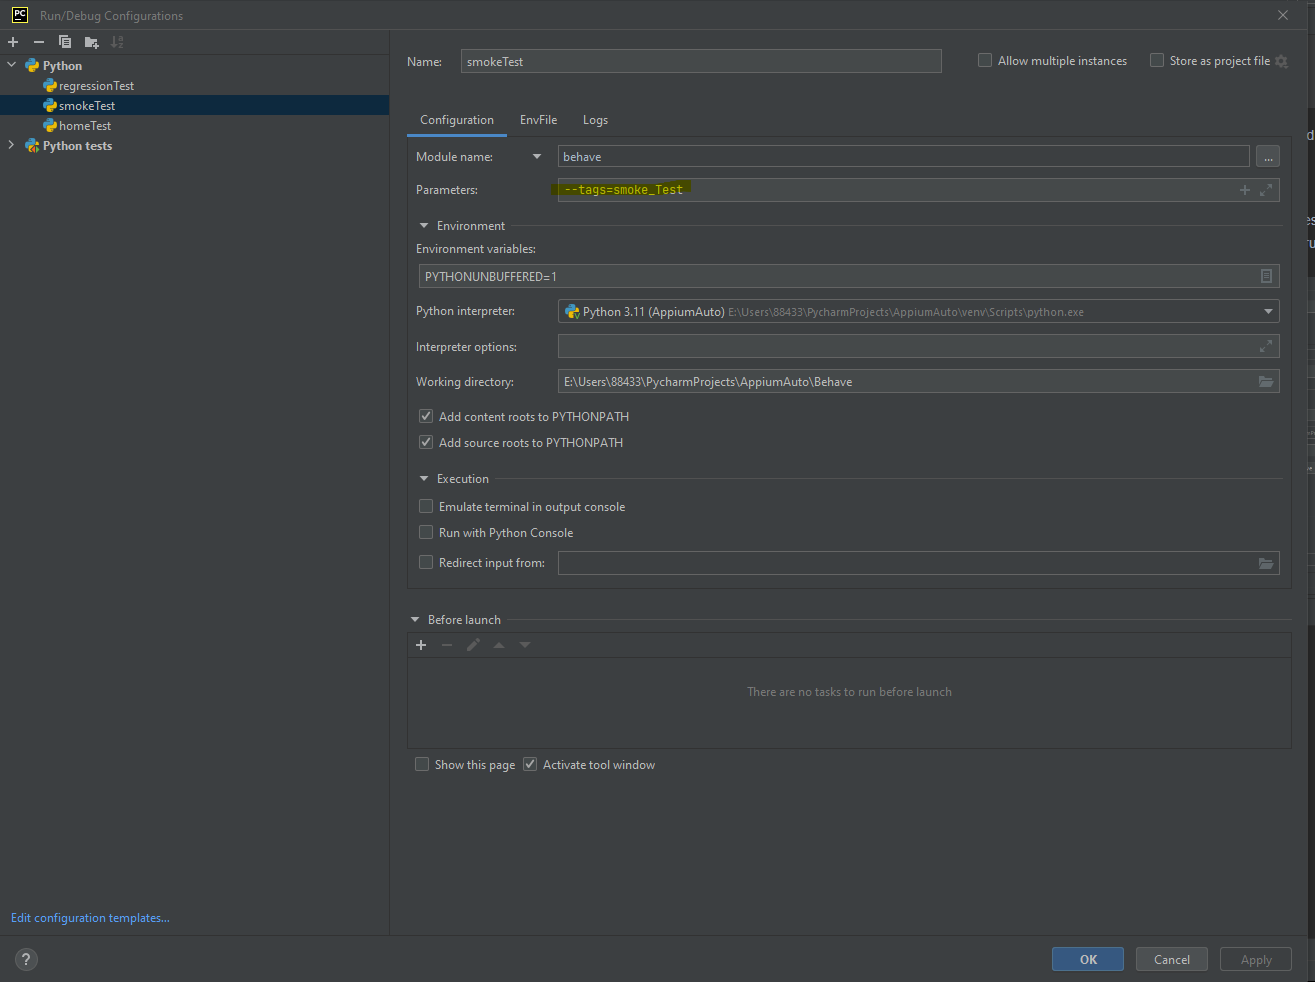 PC Run/Debug Configurations
Python
regressionTest
smokeTest
homeTest
Python tests
Edit configuration templates...
Name: smokeTest
Allow multiple instances
Store as project file
Configuration EnvFile Logs
Module name: behave ...
Parameters: --tags=smoke_Test
Environment
Environment variables:
PYTHONUNBUFFERED=1
Python interpreter: Python 3.11 (AppiumAuto) E:\Users\88433\PycharmProjects\AppiumAuto\venv\Scripts\python.exe
Interpreter options:
Working directory: E:\Users\88433\PycharmProjects\AppiumAuto\Behave
Add content roots to PYTHONPATH
Add source roots to PYTHONPATH
Execution
Emulate terminal in output console
Run with Python Console
Redirect input from:
Before launch
There are no tasks to run before launch
Show this page Activate tool window
? OK Cancel Apply